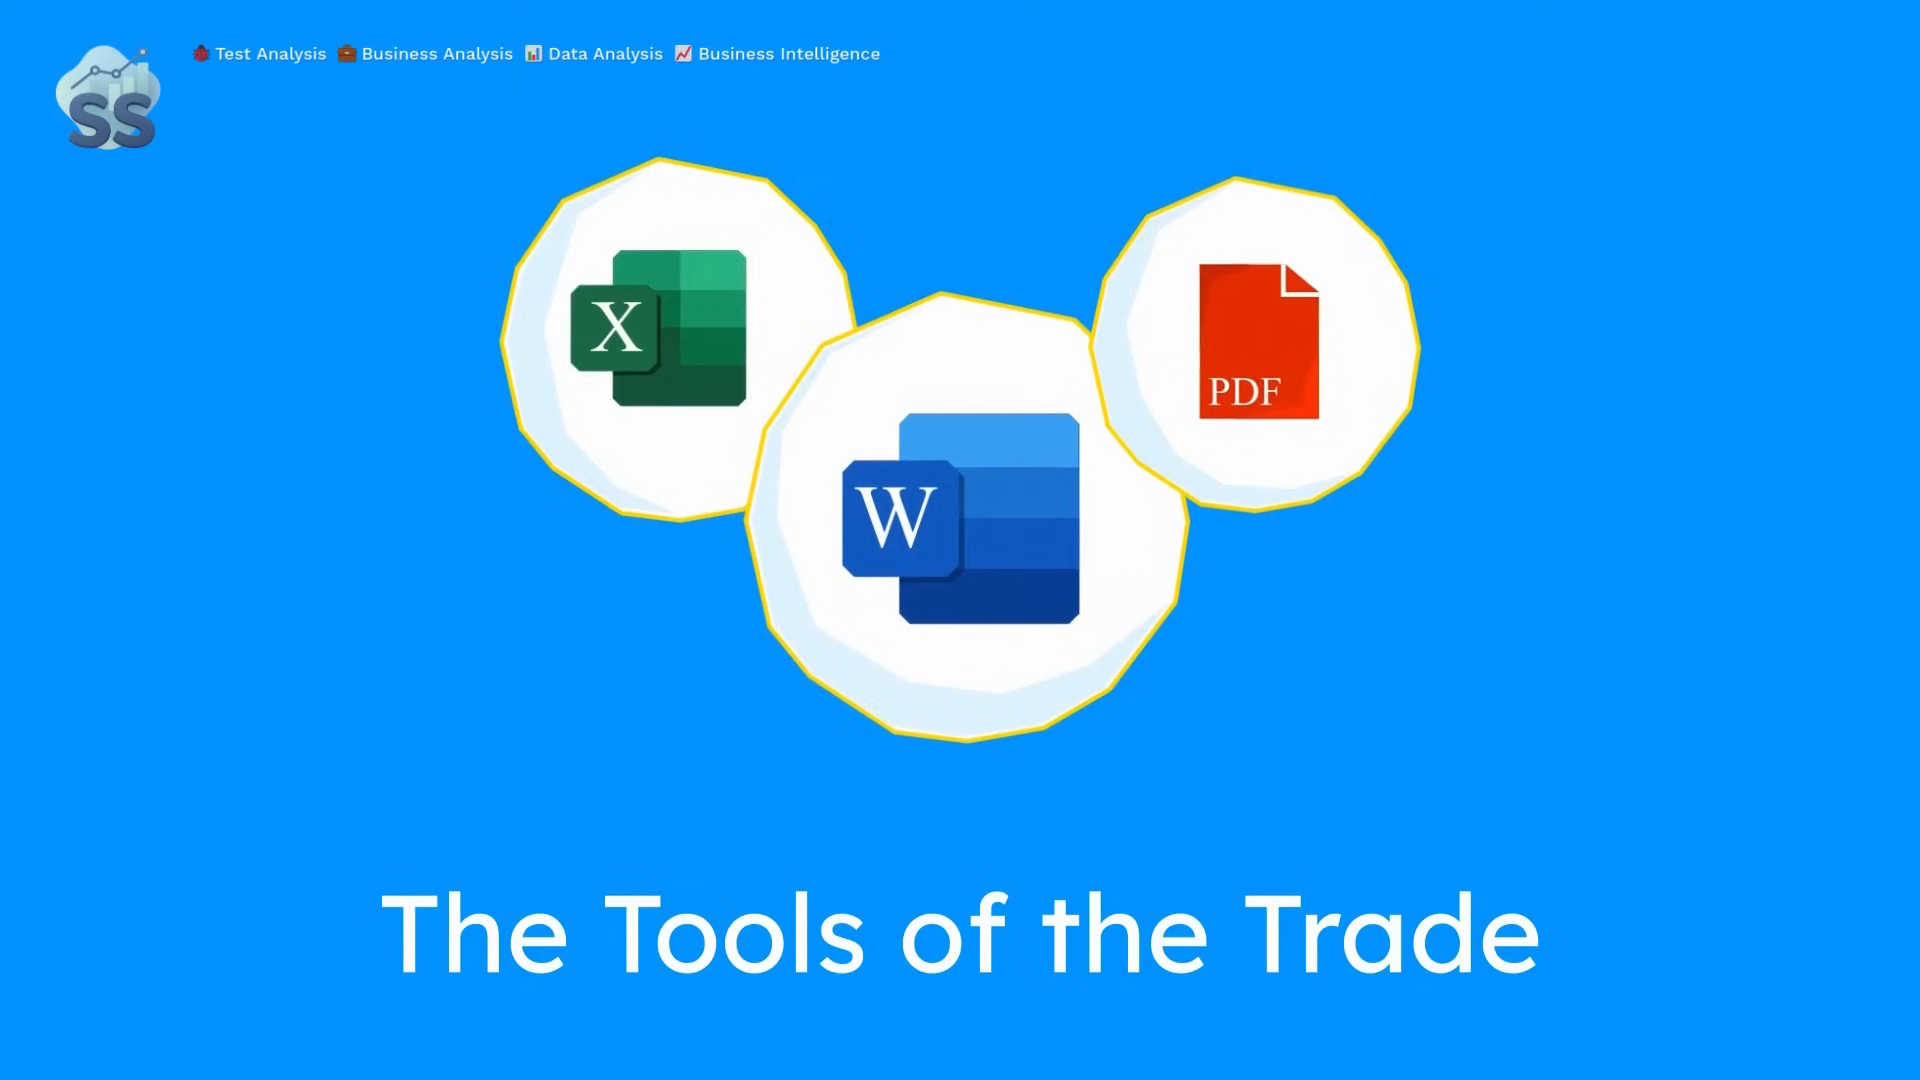 🐞 Test Analysis 💼 Business Analysis 📊 Data Analysis 📈 Business Intelligence
SS
X
W
PDF
The Tools of the Trade